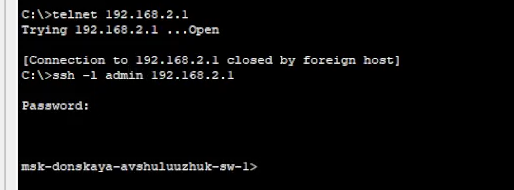 C:\>telnet 192.168.2.1
Trying 192.168.2.1 ...Open
[Connection to 192.168.2.1 closed by foreign host]
C:\>ssh -l admin 192.168.2.1
Password:
msk-donskaya-avshuluuzhuk-sw-1>